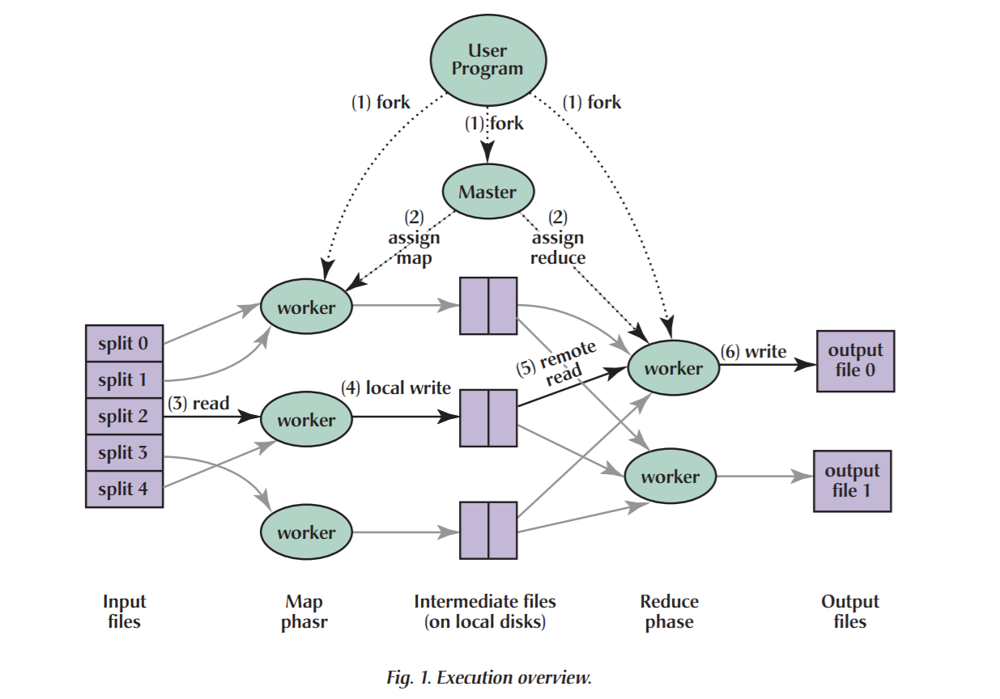 User
Program
(1) fork
(1) fork
(1) fork
Master
(2)
assign
map
(2)
assign
reduce
worker
split 0
split 1
split 2
split 3
split 4
(3) read
worker
(4) local write
(5) remote
read
worker
(6) write
output
file 0
worker
output
file 1
worker
Input
files
Map
phasr
Intermediate files
(on local disks)
Reduce
phase
Output
files
Fig. 1. Execution overview.